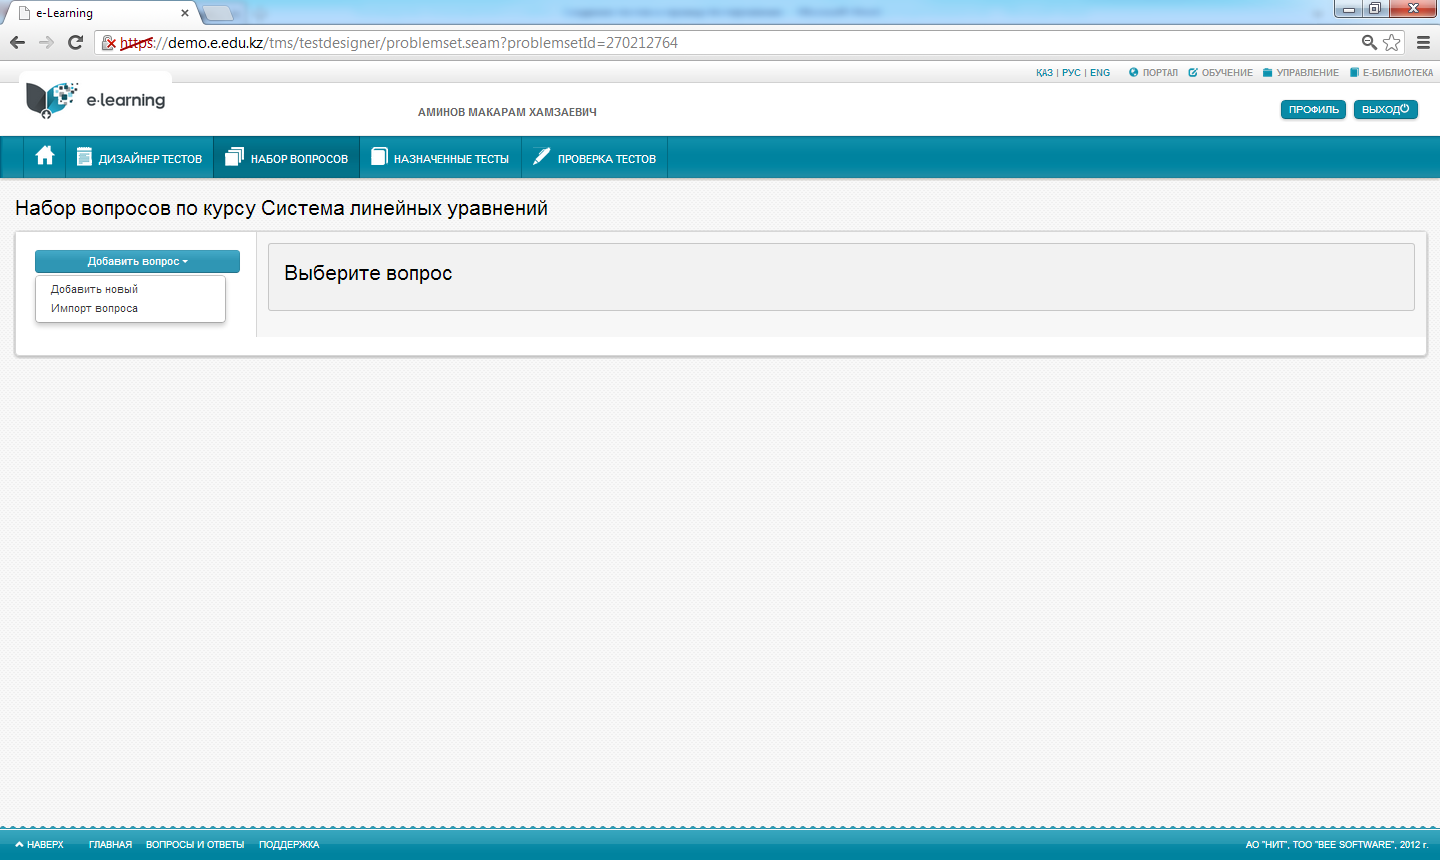 e-Learning
https://demo.e.edu.kz/tms/testdesigner/problemset.seam?problemsetId=270212764
ҚАЗ | РУС | ENG ПОРТАЛ ОБУЧЕНИЕ УПРАВЛЕНИЕ Е-БИБЛИОТЕКА
e-learning
АМИНОВ МАКАРАМ ХАМЗАЕВИЧ
ПРОФИЛЬ ВЫХОД
ДИЗАЙНЕР ТЕСТОВ НАБОР ВОПРОСОВ НАЗНАЧЕННЫЕ ТЕСТЫ ПРОВЕРКА ТЕСТОВ
Набор вопросов по курсу Система линейных уравнений
Добавить вопрос
Добавить новый
Импорт вопроса
Выберите вопрос
НАВЕРХ ГЛАВНАЯ ВОПРОСЫ И ОТВЕТЫ ПОДДЕРЖКА АО "НИТ", ТОО "BEE SOFTWARE", 2012 г.